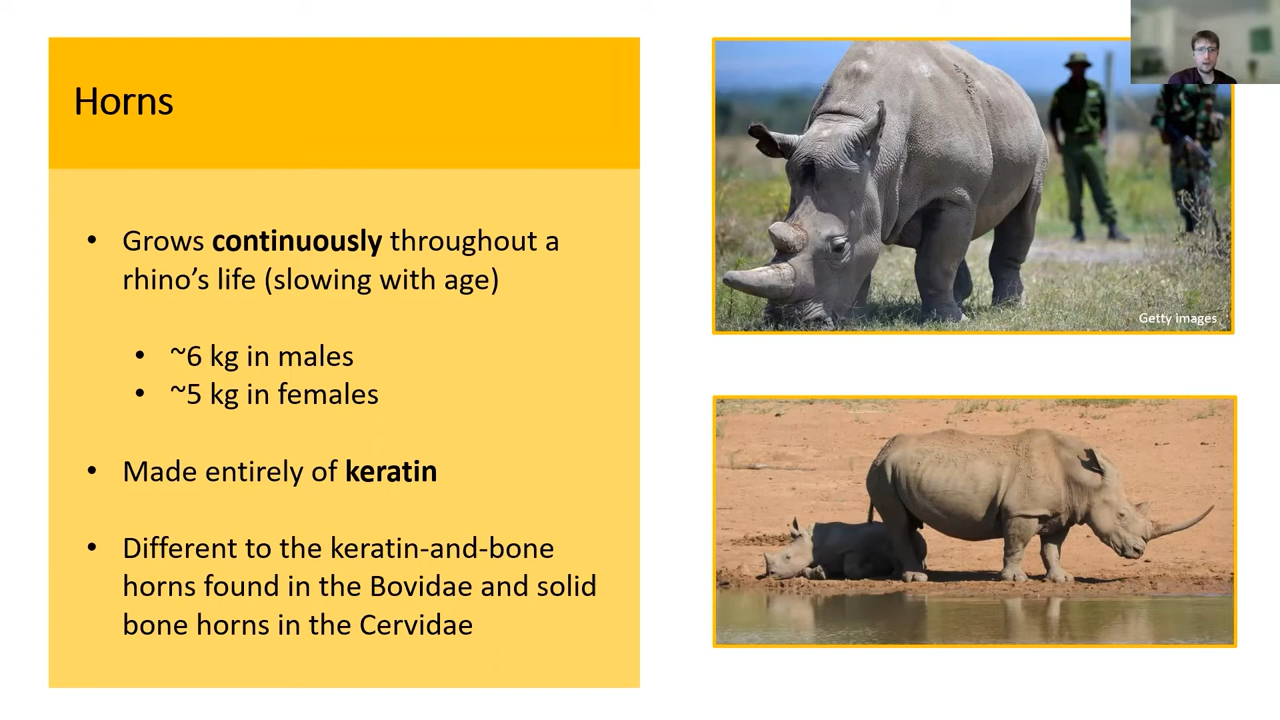 Horns
• Grows continuously throughout a
rhino’s life (slowing with age)
• ~6 kg in males
• ~5 kg in females
• Made entirely of keratin
• Different to the keratin-and-bone
horns found in the Bovidae and solid
bone horns in the Cervidae
Getty images